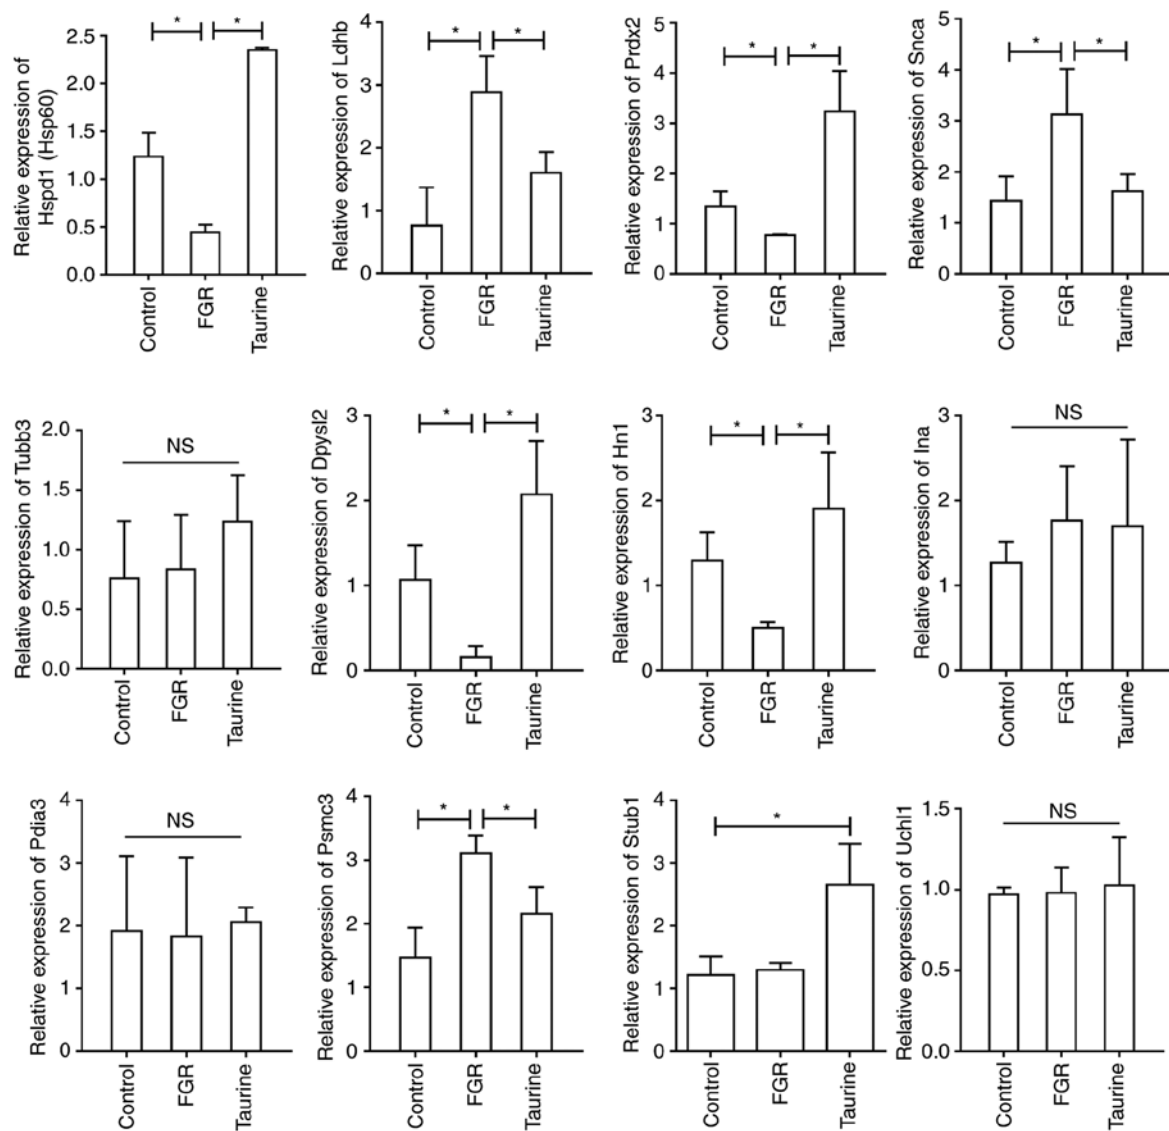 Relative expression of
Hspd1 (Hsp60)
* *
2.5
2.0
1.5
1.0
0.5
0.0
Control
FGR
Taurine
Relative expression of Ldhb
* *
4
3
2
1
0
Control
FGR
Taurine
Relative expression of Prdx2
* *
5
4
3
2
1
0
Control
FGR
Taurine
Relative expression of Snca
* *
5
4
3
2
1
0
Control
FGR
Taurine
Relative expression of Tubb3
NS
2.0
1.5
1.0
0.5
0.0
Control
FGR
Taurine
Relative expression of Dpysl2
* *
3
2
1
0
Control
FGR
Taurine
Relative expression of Hn1
* *
3
2
1
0
Control
FGR
Taurine
Relative expression of Ina
NS
3
2
1
0
Control
FGR
Taurine
Relative expression of Pdia3
NS
4
3
2
1
0
Control
FGR
Taurine
Relative expression of Psmc3
* *
4
3
2
1
0
Control
FGR
Taurine
Relative expression of Stub1
*
4
3
2
1
0
Control
FGR
Taurine
Relative expression of Uchl1
NS
1.5
1.0
0.5
0.0
Control
FGR
Taurine